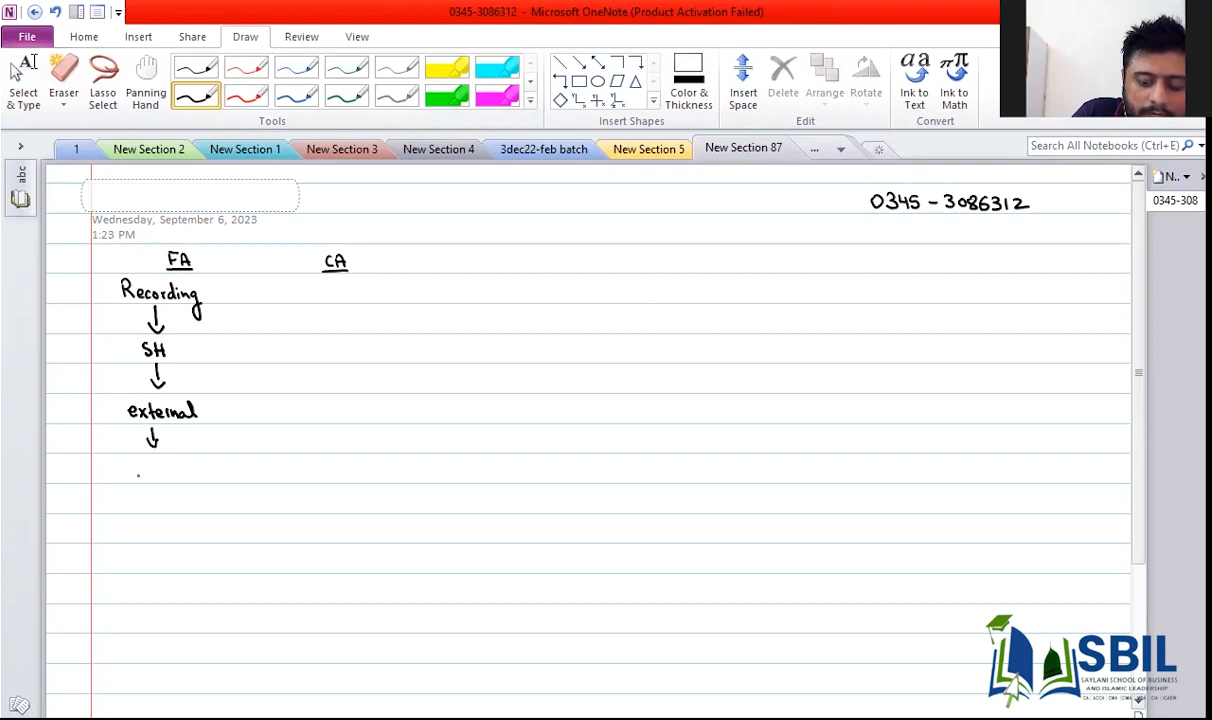 0345-3086312 - Microsoft OneNote (Product Activation Failed)
File Home Insert Share Draw Review View
Select & Type
Eraser
Lasso Select
Panning Hand
Color & Thickness
Insert Space
Delete
Arrange
Rotate
Ink to Text
Ink to Math
Tools
Insert Shapes
Edit
Convert
1 New Section 2 New Section 1 New Section 3 New Section 4 3dec22-feb batch New Section 5 New Section 87 ...
Search All Notebooks (Ctrl+E)
abc
N..
0345-308
Wednesday, September 6, 2023
1:23 PM
0345 - 3086312
FA CA
Recording
SH
external
SBIL
SAYLANI SCHOOL OF BUSINESS
AND ISLAMIC LEADERSHIP